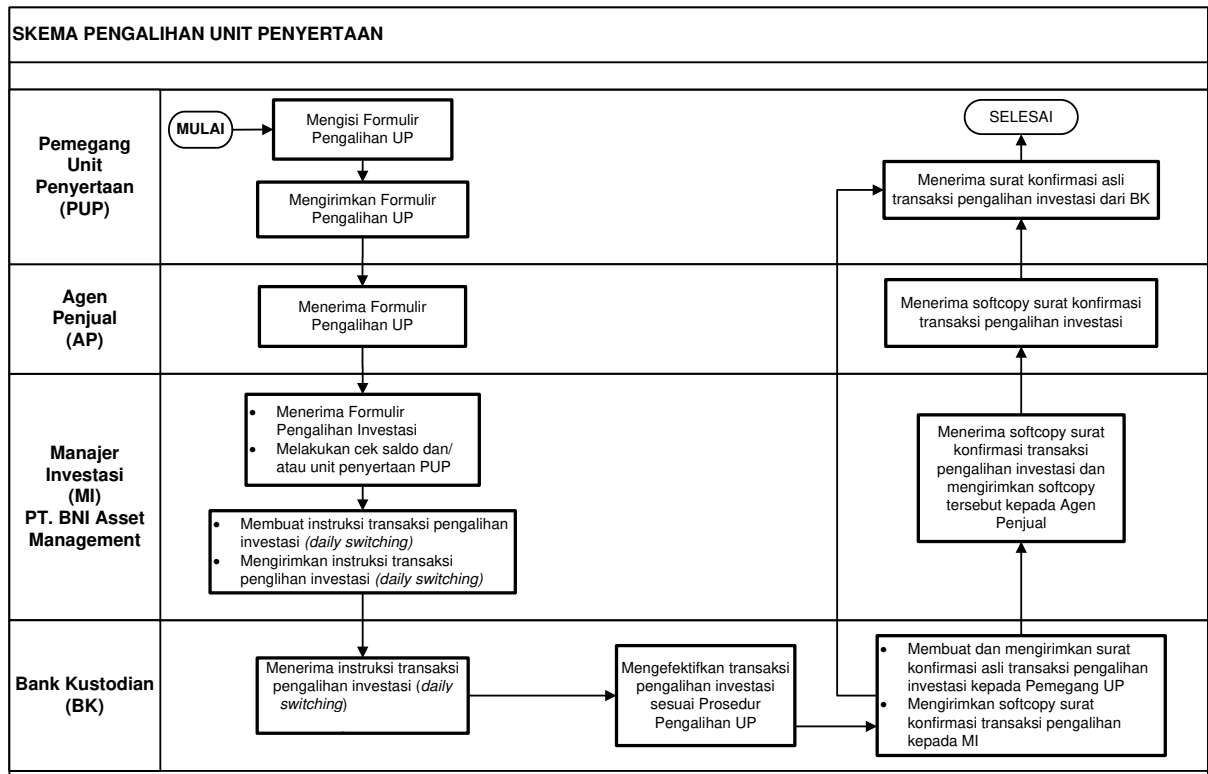 SKEMA PENGALIHAN UNIT PENYERTAAN
Pemegang
Unit
Penyertaan
(PUP)
MULAI
Mengisi Formulir
Pengalihan UP
Mengirimkan Formulir
Pengalihan UP
SELESAI
Menerima surat konfirmasi asli
transaksi pengalihan investasi dari BK
Agen
Penjual
(AP)
Menerima Formulir
Pengalihan UP
Menerima softcopy surat konfirmasi
transaksi pengalihan investasi
Manajer
Investasi
(MI)
PT. BNI Asset
Management
• Menerima Formulir
Pengalihan Investasi
• Melakukan cek saldo dan/
atau unit penyertaan PUP
• Membuat instruksi transaksi pengalihan
investasi (daily switching)
• Mengirimkan instruksi transaksi
penglihan investasi (daily switching)
Menerima softcopy surat
konfirmasi transaksi
pengalihan investasi dan
mengirimkan softcopy
tersebut kepada Agen
Penjual
Bank Kustodian
(BK)
Menerima instruksi transaksi
pengalihan investasi (daily
switching)
Mengefektifkan transaksi
pengalihan investasi
sesuai Prosedur
Pengalihan UP
• Membuat dan mengirimkan surat
konfirmasi asli transaksi pengalihan
investasi kepada Pemegang UP
• Mengirimkan softcopy surat
konfirmasi transaksi pengalihan
kepada MI